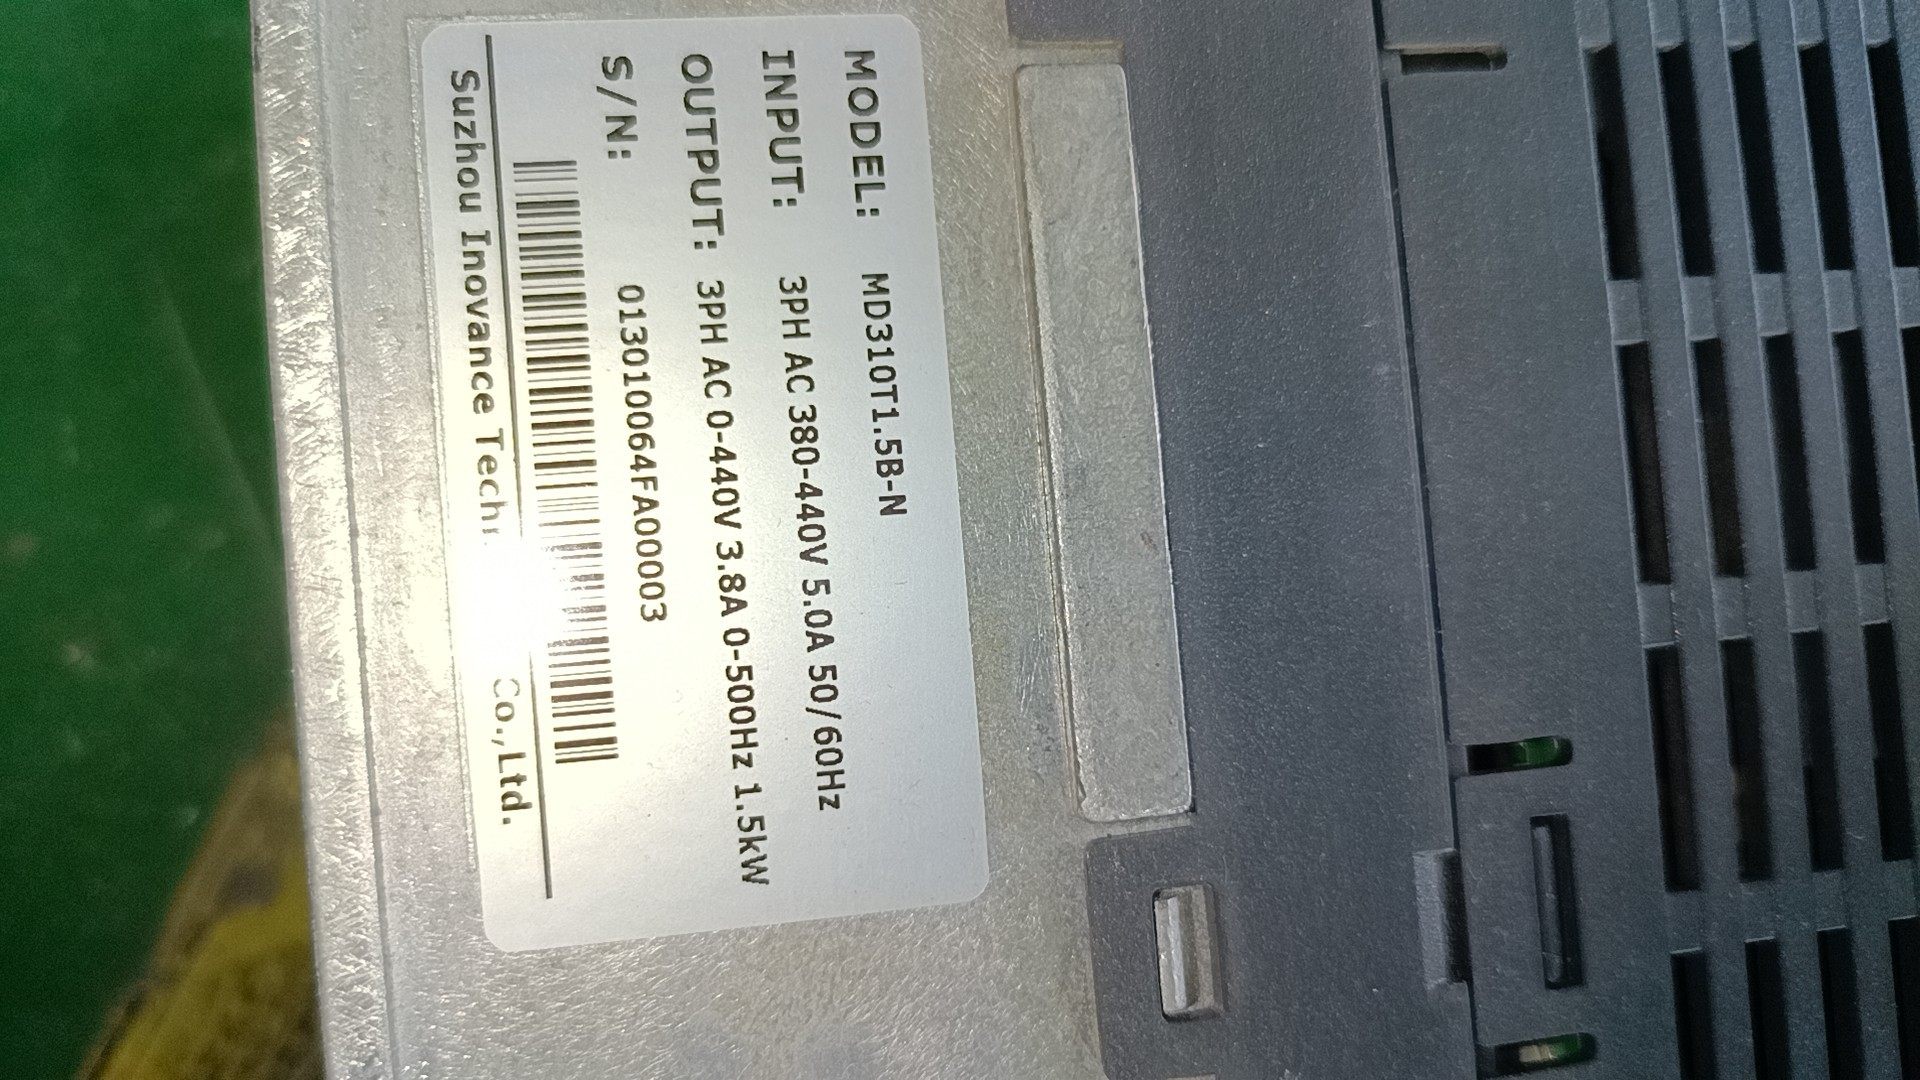 MODEL: MD310T1.5B-N
INPUT: 3PH AC 380-440V 5.0A 50/60Hz
OUTPUT: 3PH AC 0-440V 3.8A 0-500Hz 1.5kW
S/N: 013010064FA00003
Suzhou Inovance Co.,Ltd.